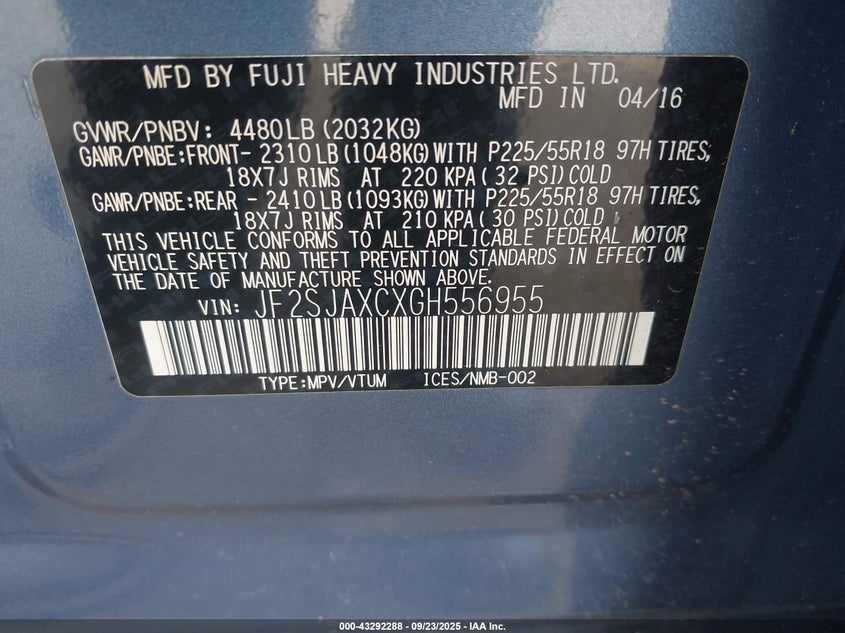 MFD BY FUJI HEAVY INDUSTRIES LTD.
MFD IN 04/16
GVWR/PNBV: 4480LB (2032KG)
GAWR/PNBE:FRONT- 2310LB (1048KG) WITH P225/55R18 97H TIRES,
18X7J RIMS AT 220 KPA ( 32 PSI) COLD
GAWR/PNBE:REAR - 2410LB (1093KG) WITH P225/55R18 97H TIRES,
18X7J RIMS AT 210 KPA ( 30 PSI) COLD
THIS VEHICLE CONFORMS TO ALL APPLICABLE FEDERAL MOTOR
VEHICLE SAFETY AND THEFT PREVENTION STANDARDS IN EFFECT ON
THE DATE OF MANUFACTURE SHOWN ABOVE.
VIN: JF2SJAXCXGH556955
TYPE:MPV/VTUM ICES/NMB-002
000-43292288 - 09/23/2025 - IAA Inc.